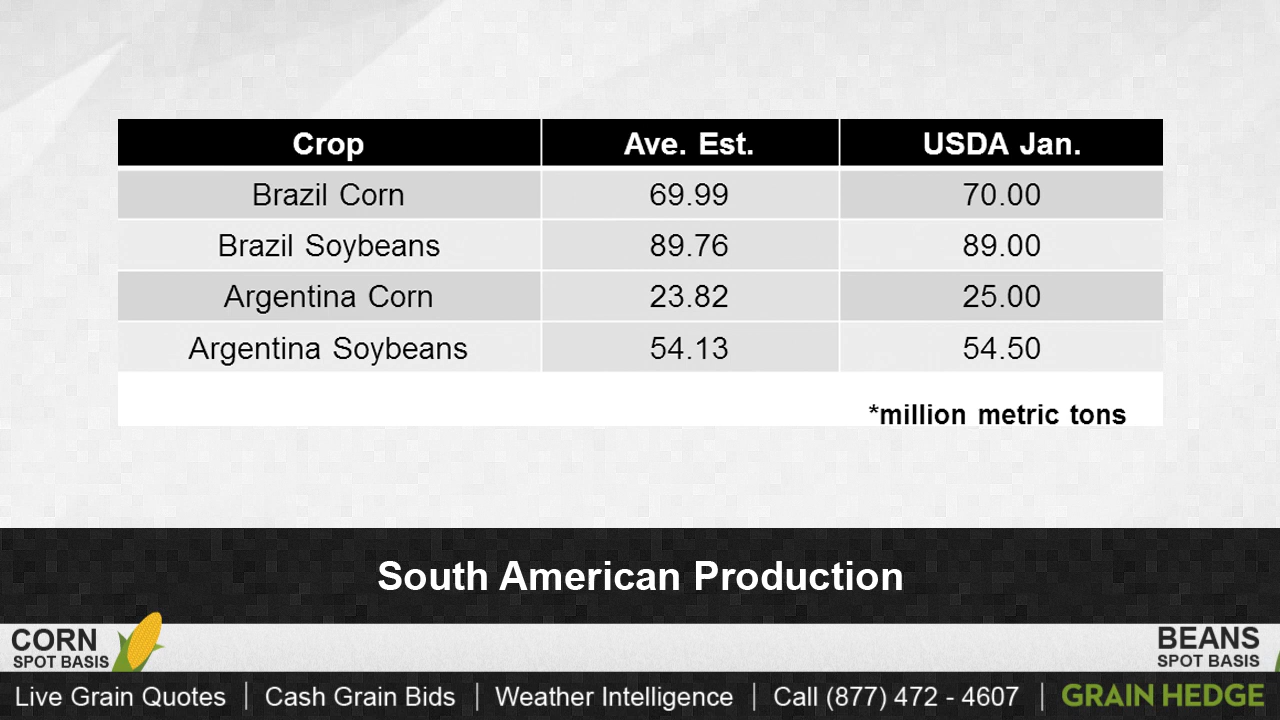 Crop Ave. Est. USDA Jan.
Brazil Corn 69.99 70.00
Brazil Soybeans 89.76 89.00
Argentina Corn 23.82 25.00
Argentina Soybeans 54.13 54.50
*million metric tons
South American Production
CORN
SPOT BASIS
BEANS
SPOT BASIS
Live Grain Quotes | Cash Grain Bids | Weather Intelligence | Call (877) 472 - 4607 | GRAIN HEDGE